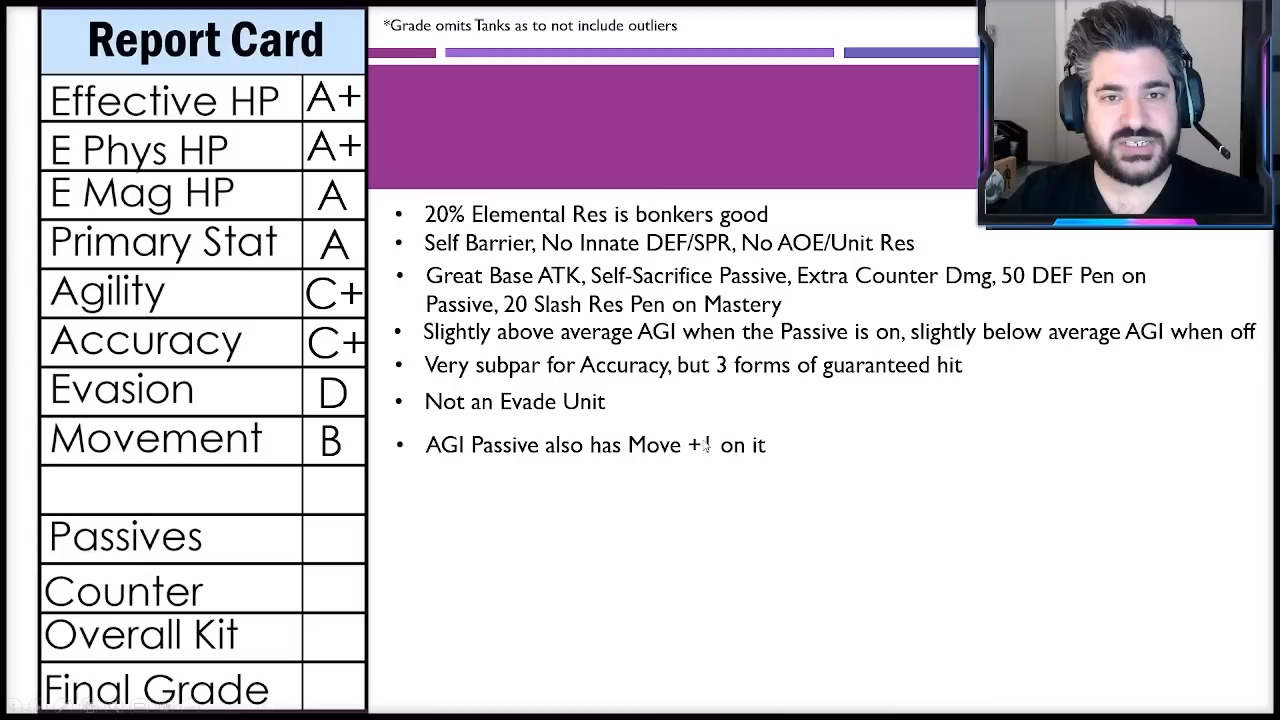 Report Card
*Grade omits Tanks as to not include outliers
Effective HP A+
E Phys HP A+
E Mag HP A
Primary Stat A
Agility C+
Accuracy C+
Evasion D
Movement B
Passives
Counter
Overall Kit
Final Grade
• 20% Elemental Res is bonkers good
• Self Barrier, No Innate DEF/SPR, No AOE/Unit Res
• Great Base ATK, Self-Sacrifice Passive, Extra Counter Dmg, 50 DEF Pen on
Passive, 20 Slash Res Pen on Mastery
• Slightly above average AGI when the Passive is on, slightly below average AGI when off
• Very subpar for Accuracy, but 3 forms of guaranteed hit
• Not an Evade Unit
• AGI Passive also has Move +1 on it